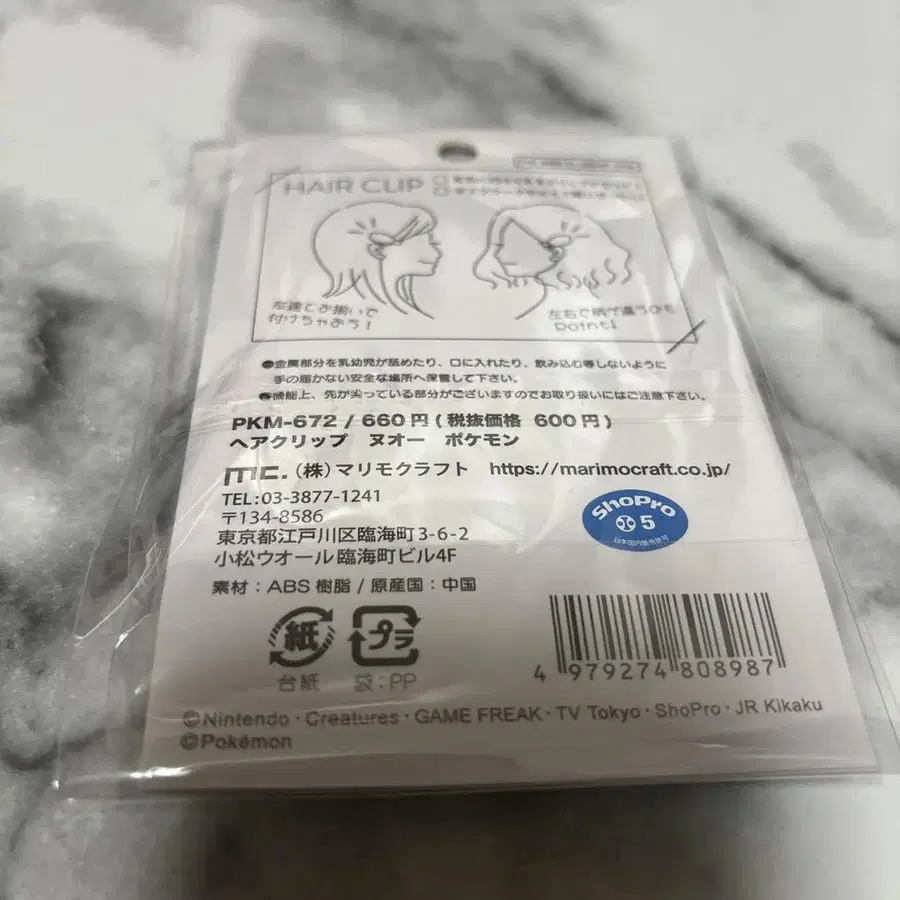 HAIR CLIP
友達とお揃いで
付けちゃおう！
左右で柄が違うのも
Point!
●金属部分を乳幼児が舐めたり、口に入れたり、飲み込む等しないように
手の届かない安全な場所へ保管して下さい。
●機能上、先が尖っている部分がございますのでお取り扱いにはご注意下さい。
PKM-672 / 660円(税抜価格 600円)
ヘアクリップ ヌオー ポケモン
mc. (株)マリモクラフト https://marimocraft.co.jp/
TEL:03-3877-1241
〒134-8586
東京都江戸川区臨海町3-6-2
小松ウオール臨海町ビル4F
ShoPro
5
日本国内販売許可
素材：ABS樹脂 / 原産国：中国
紙 プラ
台紙 袋:PP
4 979274 808987
©Nintendo・Creatures・GAME FREAK・TV Tokyo・ShoPro・JR Kikaku
©Pokémon